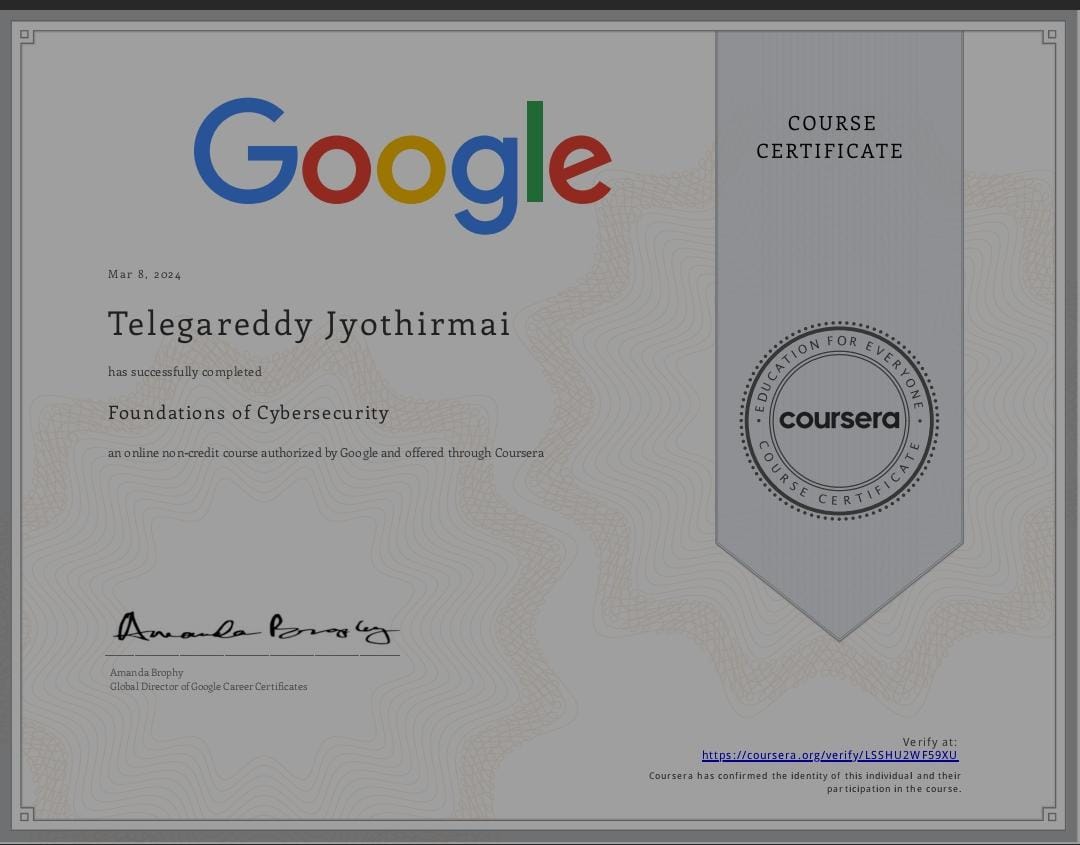 Google
COURSE
CERTIFICATE
Mar 8, 2024
Telegareddy Jyothirmai
has successfully completed
Foundations of Cybersecurity
an online non-credit course authorized by Google and offered through Coursera
EDUCATION FOR EVERYONE
coursera
COURSE CERTIFICATE
Amanda Brophy
Amanda Brophy
Global Director of Google Career Certificates
Verify at:
https://coursera.org/verify/LSSHU2WF59XU
Coursera has confirmed the identity of this individual and their
participation in the course.